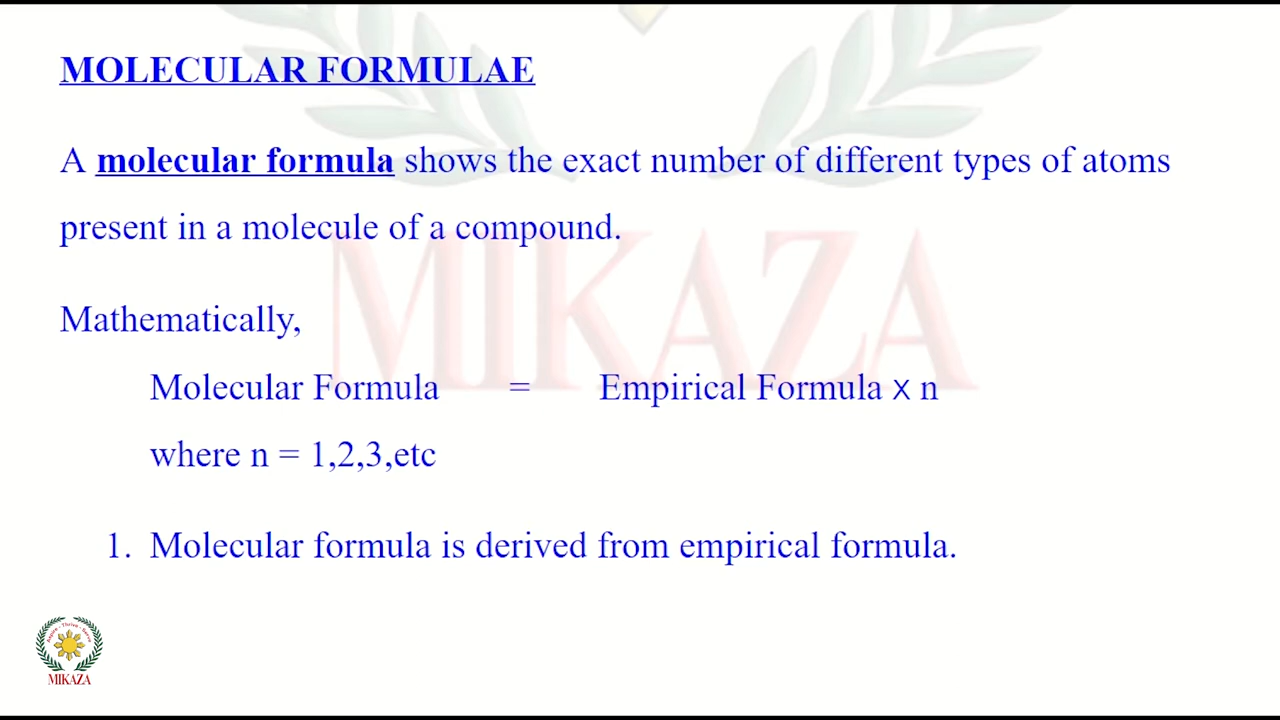 MOLECULAR FORMULAE
A molecular formula shows the exact number of different types of atoms
present in a molecule of a compound.
MIKAZA
Mathematically,
Molecular Formula = Empirical Formula x n
where n = 1,2,3,etc
1. Molecular formula is derived from empirical formula.
MIKAZA